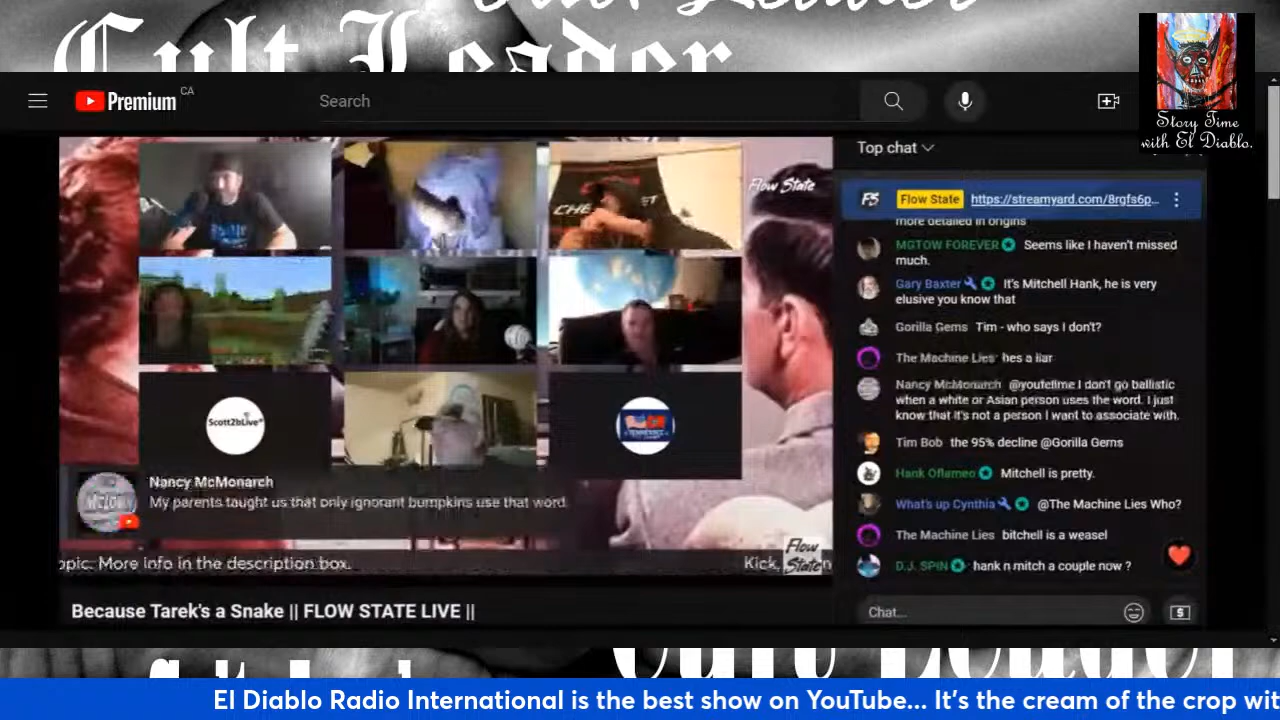 Cult Leader
Premium CA
Search
Story Time
with El Diablo.
Top chat
Flow State
CHE ET
Flow State https://streamyard.com/8rgfs6p...
more detailed in origins
MGTOW FOREVER Seems like I haven't missed
much.
Gary Baxter It's Mitchell Hank, he is very
elusive you know that
Gorilla Gems Tim - who says I don't?
The Machine Lies hes a liar
Nancy McMonarch @youtellme I don't go ballistic
when a white or Asian person uses the word. I just
know that it's not a person I want to associate with.
Tim Bob the 95% decline @Gorilla Gems
Hank Oflameo Mitchell is pretty.
What's up Cynthia @The Machine Lies Who?
The Machine Lies bitchell is a weasel
D.J. SPIN hank n mitch a couple now ?
Chat...
Scott2bLive
TENNESSEE
Nancy McMonarch
My parents taught us that only ignorant bumpkins use that word.
opic. More info in the description box.
Kick,
Flow
State
Because Tarek's a Snake || FLOW STATE LIVE ||
Cult Leader
El Diablo Radio International is the best show on YouTube... It's the cream of the crop wit